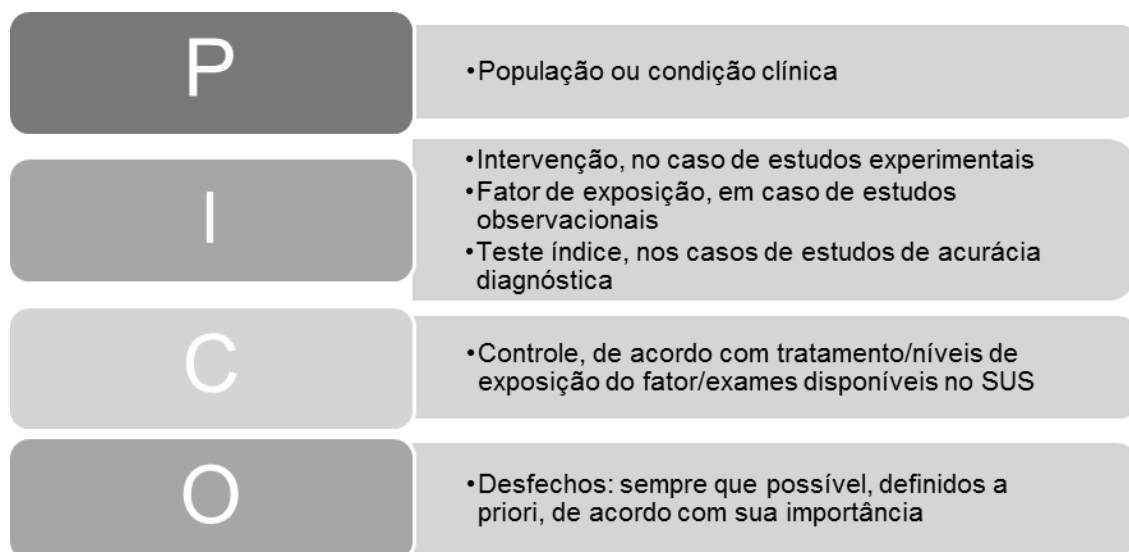 P
•População ou condição clínica
I
•Intervenção, no caso de estudos experimentais
•Fator de exposição, em caso de estudos
observacionais
•Teste índice, nos casos de estudos de acurácia
diagnóstica
C
•Controle, de acordo com tratamento/níveis de
exposição do fator/exames disponíveis no SUS
O
•Desfechos: sempre que possível, definidos a
priori, de acordo com sua importância